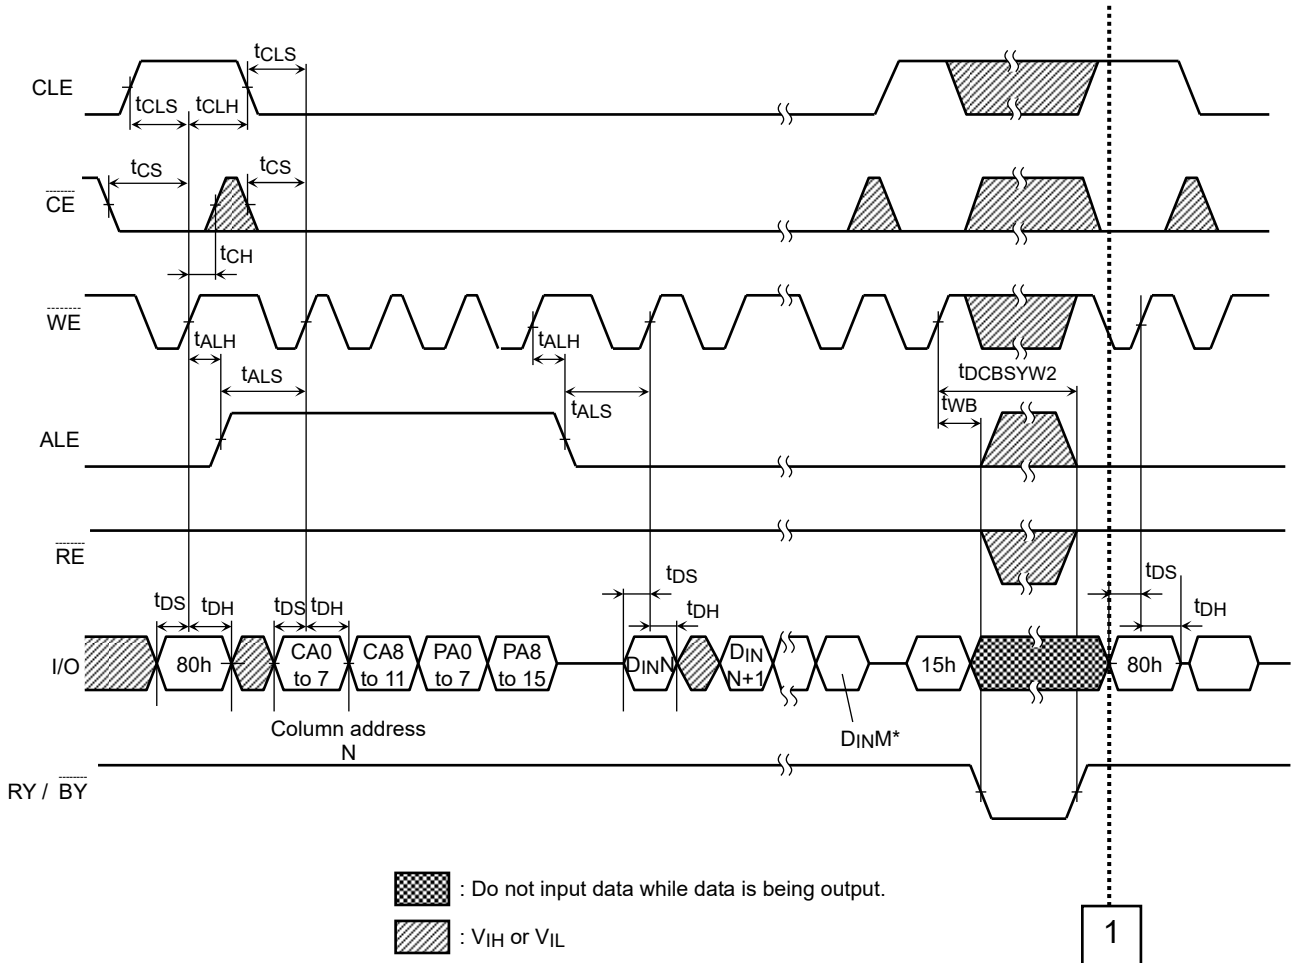 tCLS
CLE
tCLS tCLH
tCS tCS
CE
tCH
WE
tALH tALH
tALS tDCBSYW2
tALS tWB
ALE
RE
tDS tDS
tDS tDH tDS tDH tDH tDH
I/O 80h CA0 to 7 CA8 to 11 PA0 to 7 PA8 to 15 DINN DIN N+1 15h 80h
Column address
N
DINM*
RY / BY
: Do not input data while data is being output.
1
: VIH or VIL